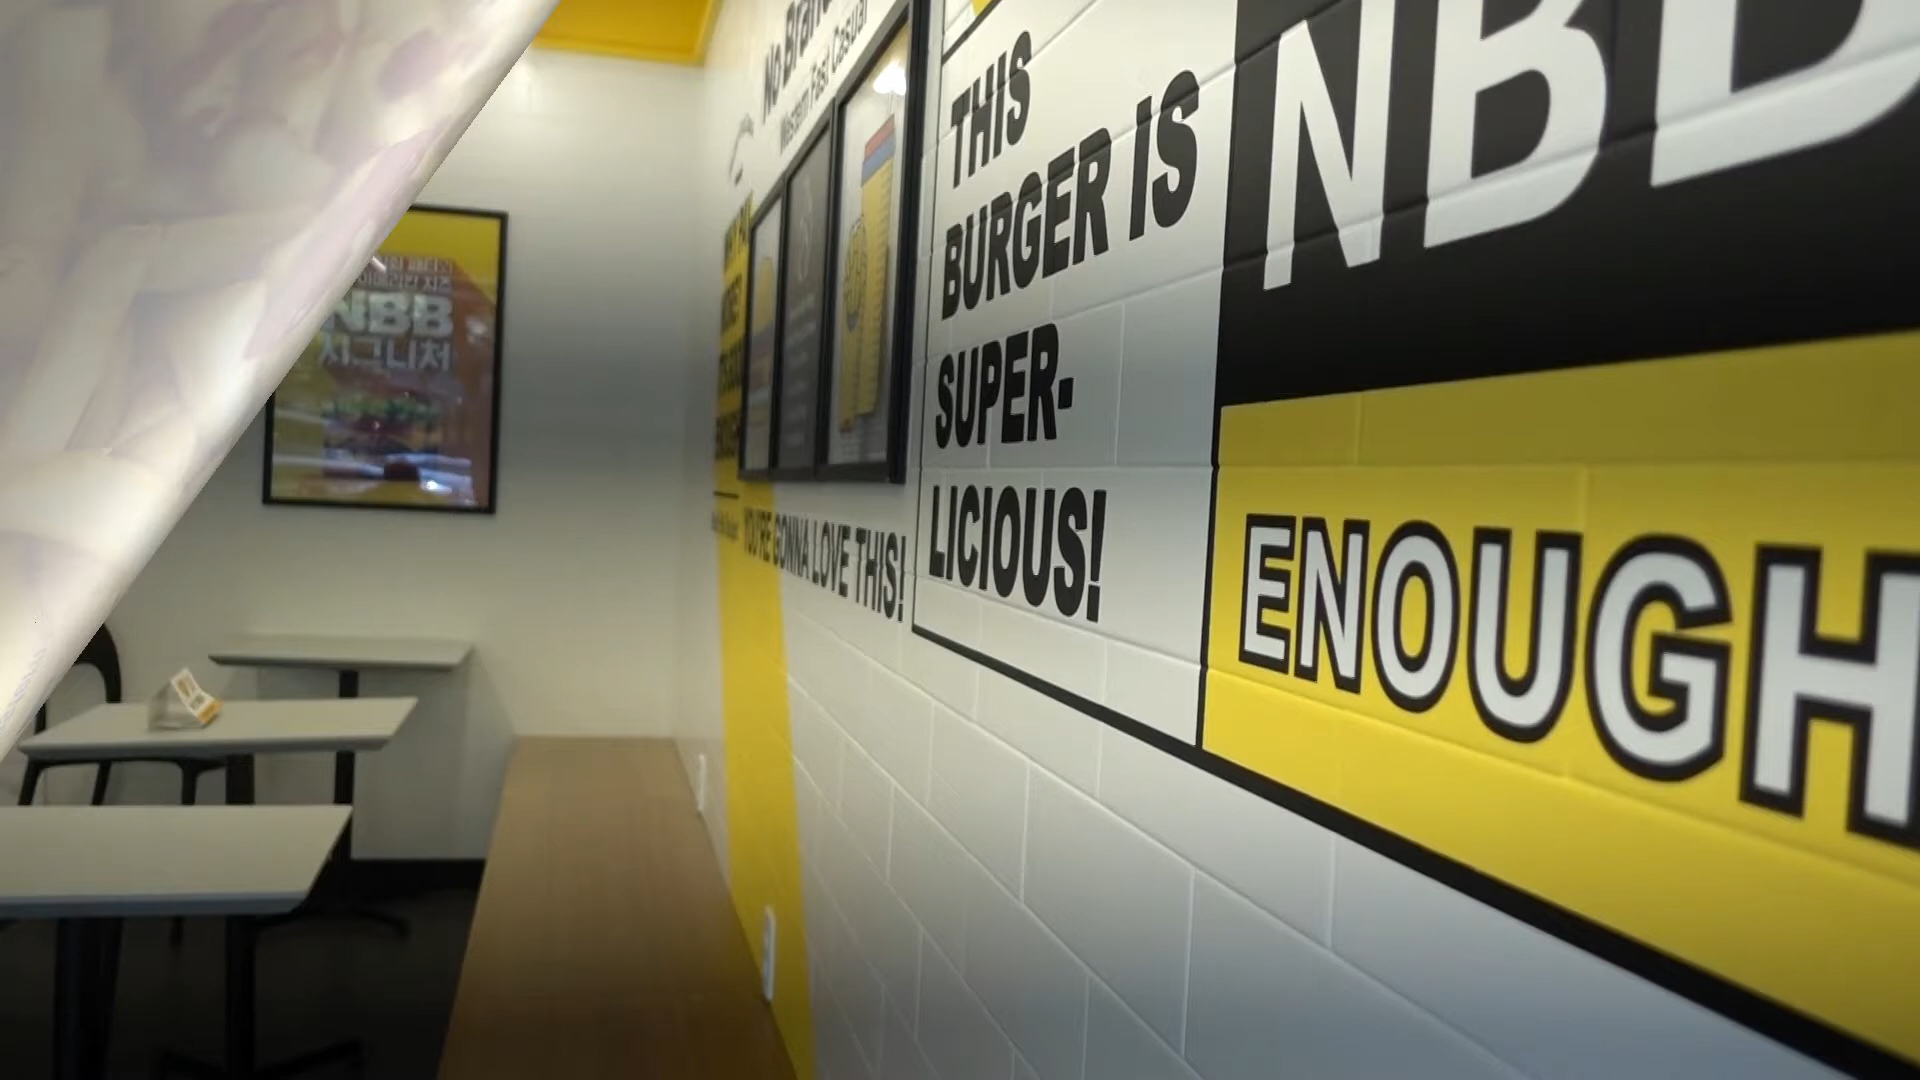 No Brand
Western Fast Casual
THIS
BURGER IS
SUPER-
LICIOUS!
NBB
ENOUGH
YOU'RE GONNA LOVE THIS!
NBB
시그니처